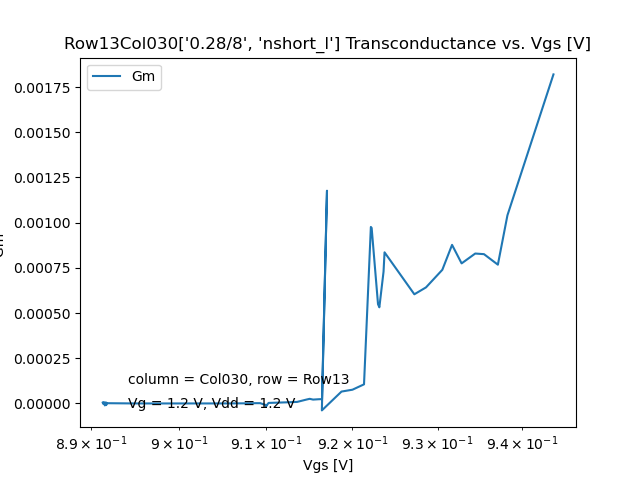 Row13Col030['0.28/8', 'nshort_l'] Transconductance vs. Vgs [V]
Gm
0.00175
0.00150
0.00125
0.00100
0.00075
0.00050
0.00025
0.00000
column = Col030, row = Row13
Vg = 1.2 V, Vdd = 1.2 V
8.9 × 10⁻¹ 9 × 10⁻¹ 9.1 × 10⁻¹ 9.2 × 10⁻¹ 9.3 × 10⁻¹ 9.4 × 10⁻¹
Vgs [V]